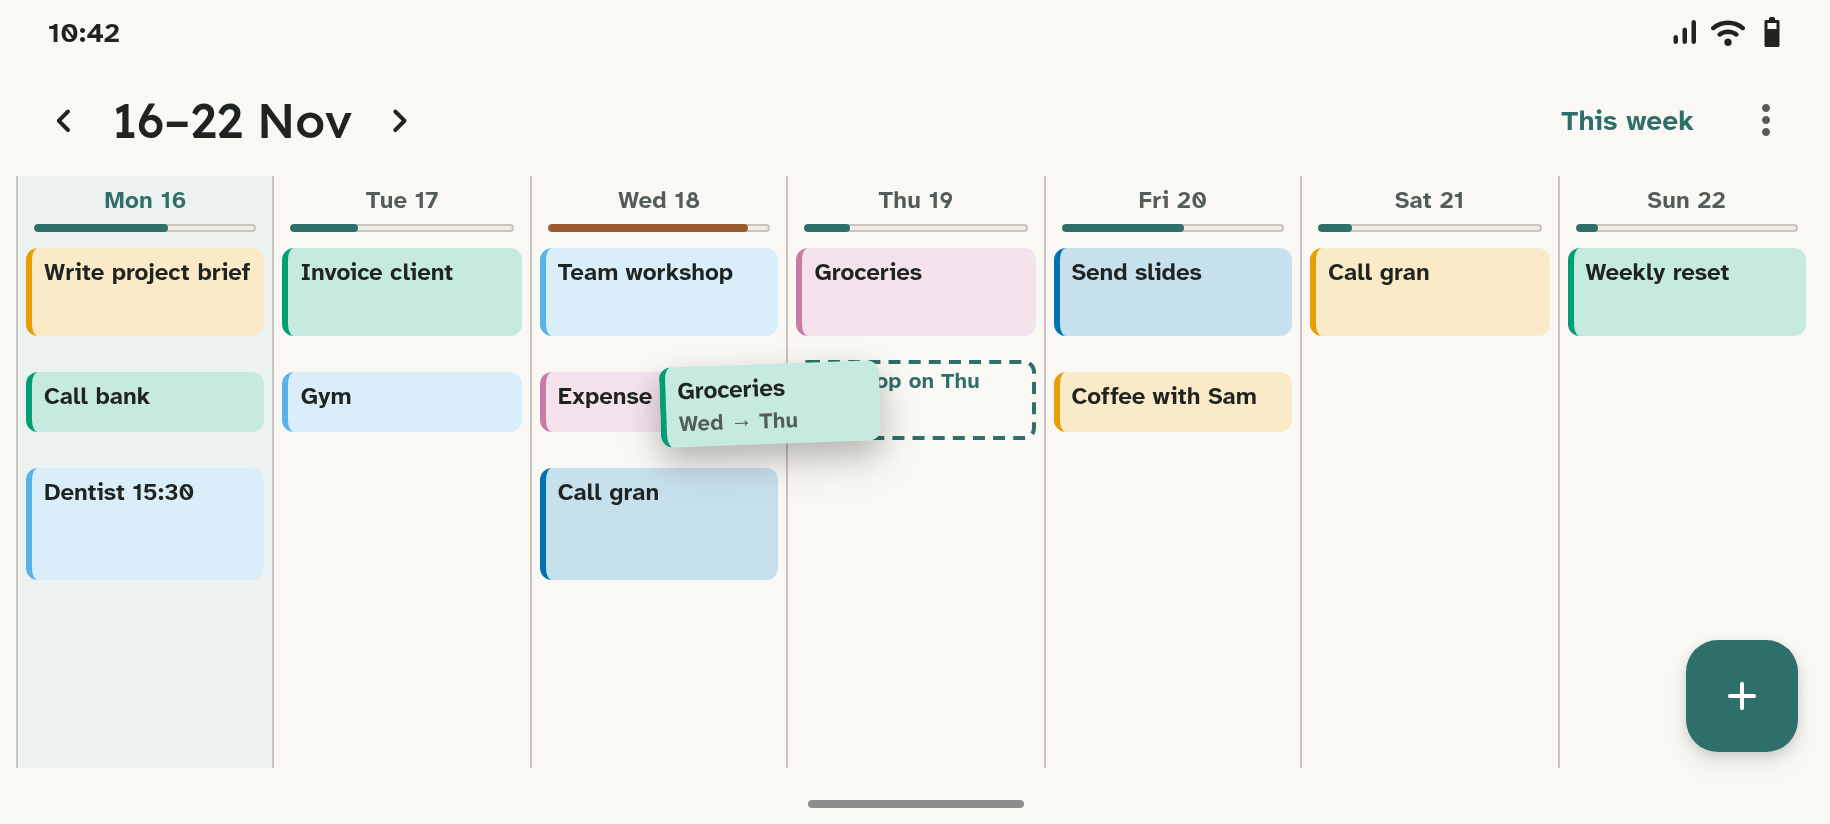 10:42
16–22 Nov
This week
Mon 16
Tue 17
Wed 18
Thu 19
Fri 20
Sat 21
Sun 22
Write project brief
Invoice client
Team workshop
Groceries
Send slides
Call gran
Weekly reset
Call bank
Gym
Expense
Groceries
Wed → Thu
on Thu
Coffee with Sam
Dentist 15:30
Call gran